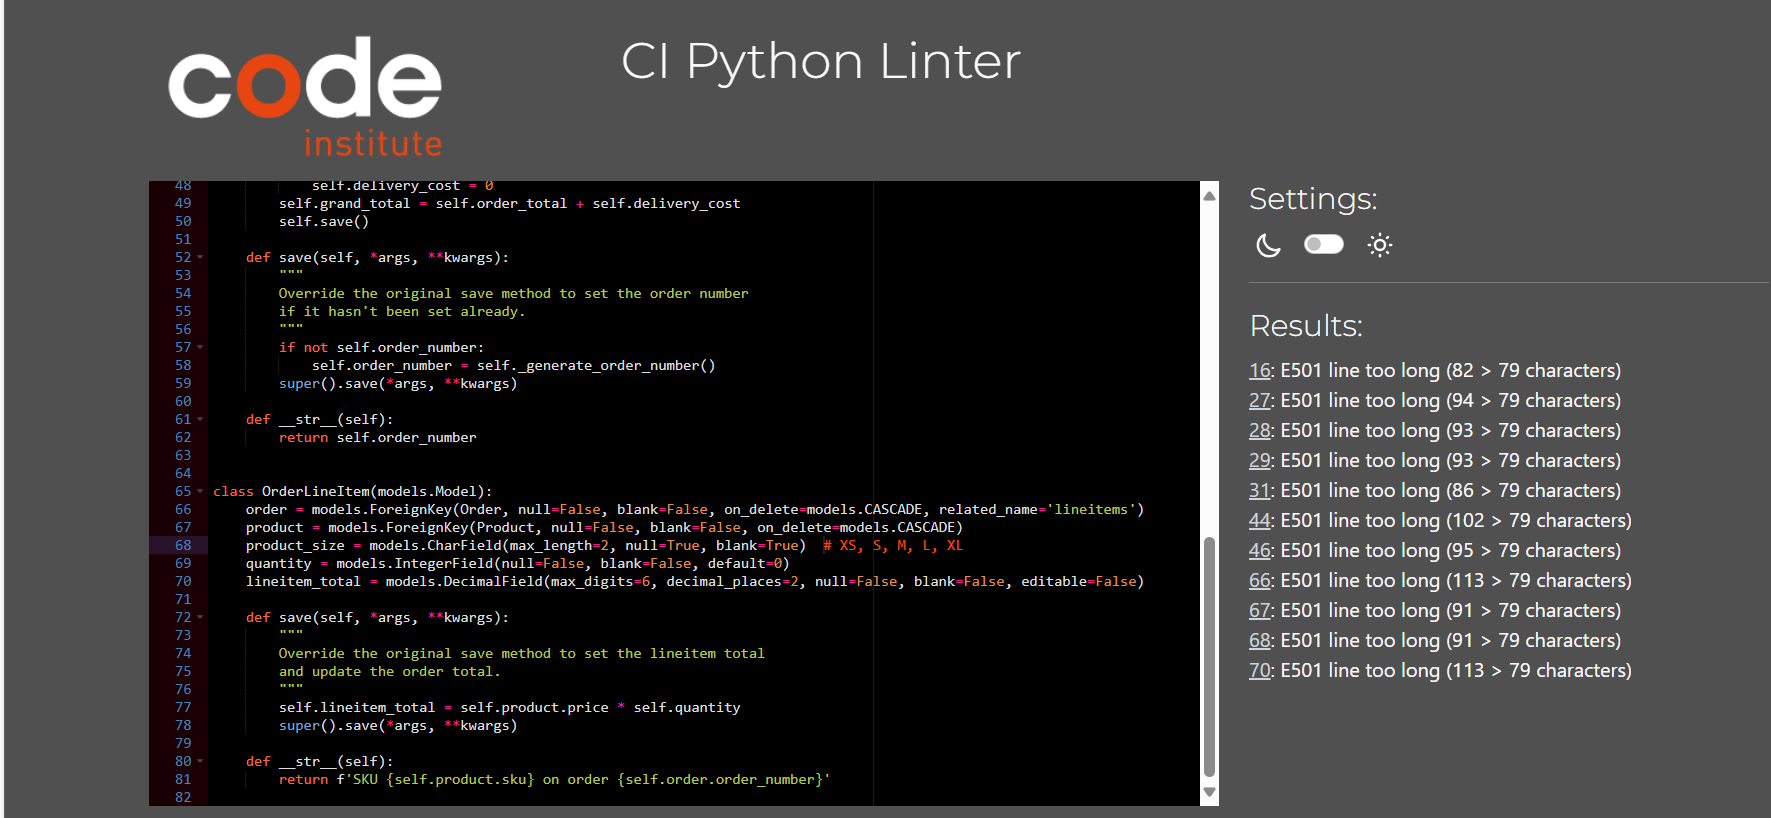 code
institute
CI Python Linter
48 self.delivery_cost = 0
49 self.grand_total = self.order_total + self.delivery_cost
50 self.save()
51
52 def save(self, *args, **kwargs):
53 """
54 Override the original save method to set the order number
55 if it hasn't been set already.
56 """
57 if not self.order_number:
58 self.order_number = self._generate_order_number()
59 super().save(*args, **kwargs)
60
61 def __str__(self):
62 return self.order_number
63
64
65 class OrderLineItem(models.Model):
66 order = models.ForeignKey(Order, null=False, blank=False, on_delete=models.CASCADE, related_name='lineitems')
67 product = models.ForeignKey(Product, null=False, blank=False, on_delete=models.CASCADE)
68 product_size = models.CharField(max_length=2, null=True, blank=True)  # XS, S, M, L, XL
69 quantity = models.IntegerField(null=False, blank=False, default=0)
70 lineitem_total = models.DecimalField(max_digits=6, decimal_places=2, null=False, blank=False, editable=False)
71
72 def save(self, *args, **kwargs):
73 """
74 Override the original save method to set the lineitem total
75 and update the order total.
76 """
77 self.lineitem_total = self.product.price * self.quantity
78 super().save(*args, **kwargs)
79
80 def __str__(self):
81 return f'SKU {self.product.sku} on order {self.order.order_number}'
82
Settings:
Results:
16: E501 line too long (82 > 79 characters)
27: E501 line too long (94 > 79 characters)
28: E501 line too long (93 > 79 characters)
29: E501 line too long (93 > 79 characters)
31: E501 line too long (86 > 79 characters)
44: E501 line too long (102 > 79 characters)
46: E501 line too long (95 > 79 characters)
66: E501 line too long (113 > 79 characters)
67: E501 line too long (91 > 79 characters)
68: E501 line too long (91 > 79 characters)
70: E501 line too long (113 > 79 characters)